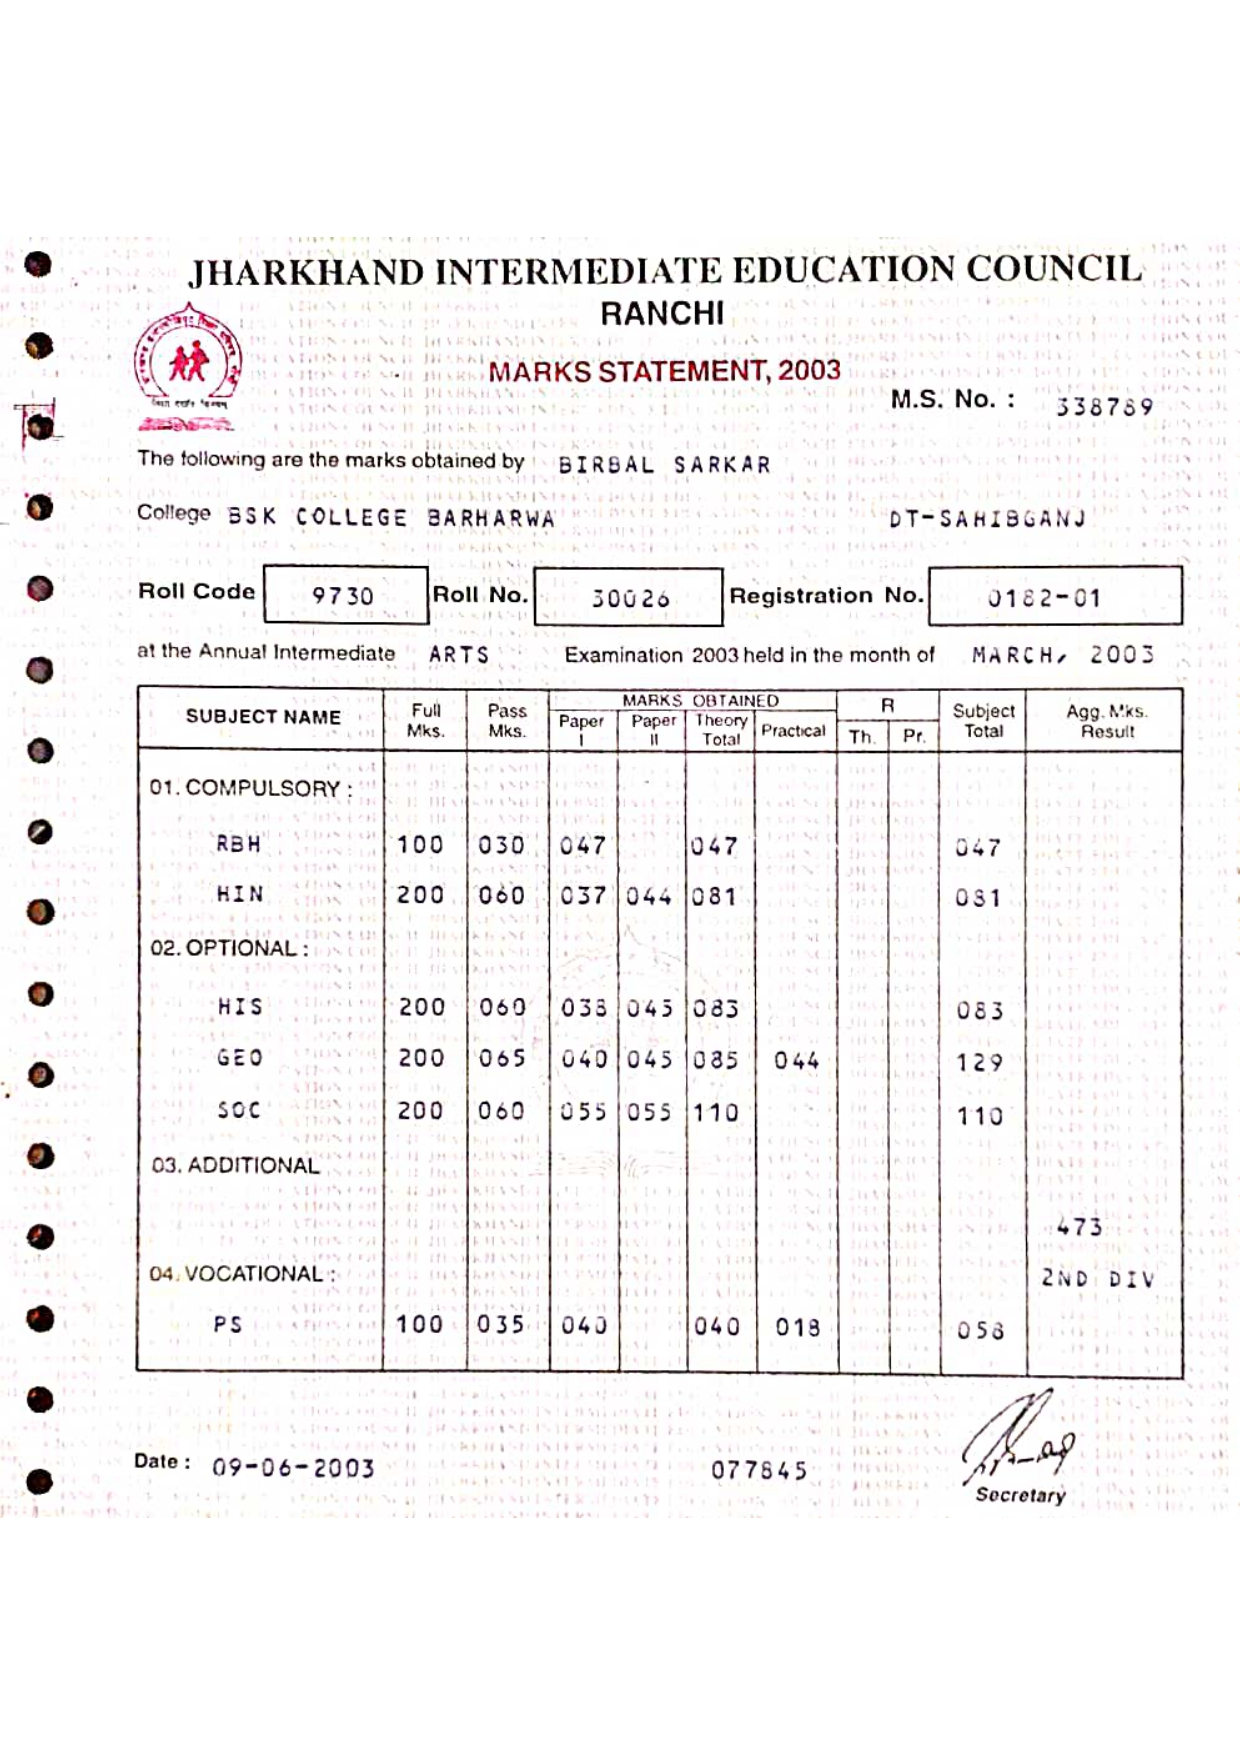 JHARKHAND INTERMEDIATE EDUCATION COUNCIL
RANCHI
MARKS STATEMENT, 2003
M.S. No. : 338789
The following are the marks obtained by BIRBAL SARKAR
College BSK COLLEGE BARHARWA DT-SAHIBGANJ
Roll Code 9730 Roll No. 30026 Registration No. 0182-01
at the Annual Intermediate ARTS Examination 2003 held in the month of MARCH, 2003
SUBJECT NAME Full Mks. Pass Mks. MARKS OBTAINED Paper I Paper II Theory Total Practical R Th. Pr. Subject Total Agg. Mks. Result
01. COMPULSORY :
RBH 100 030 047 047 047
HIN 200 060 037 044 081 081
02. OPTIONAL :
HIS 200 060 038 045 083 083
GEO 200 065 040 045 085 044 129
SOC 200 060 055 055 110 110
03. ADDITIONAL
473
04. VOCATIONAL : 2ND DIV
PS 100 035 040 040 018 058
Date : 09-06-2003 077845
Secretary